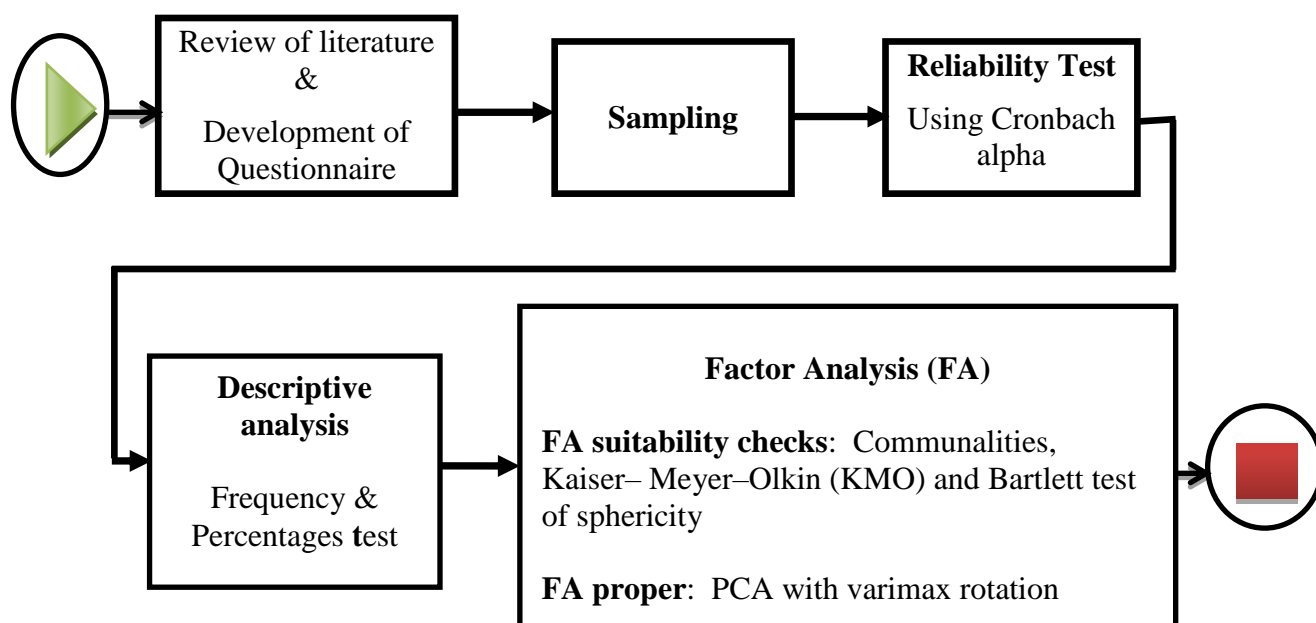 Review of literature
&
Development of
Questionnaire
Sampling
Reliability Test
Using Cronbach
alpha
Descriptive
analysis
Frequency &
Percentages test
Factor Analysis (FA)
FA suitability checks: Communalities,
Kaiser– Meyer–Olkin (KMO) and Bartlett test
of sphericity
FA proper: PCA with varimax rotation